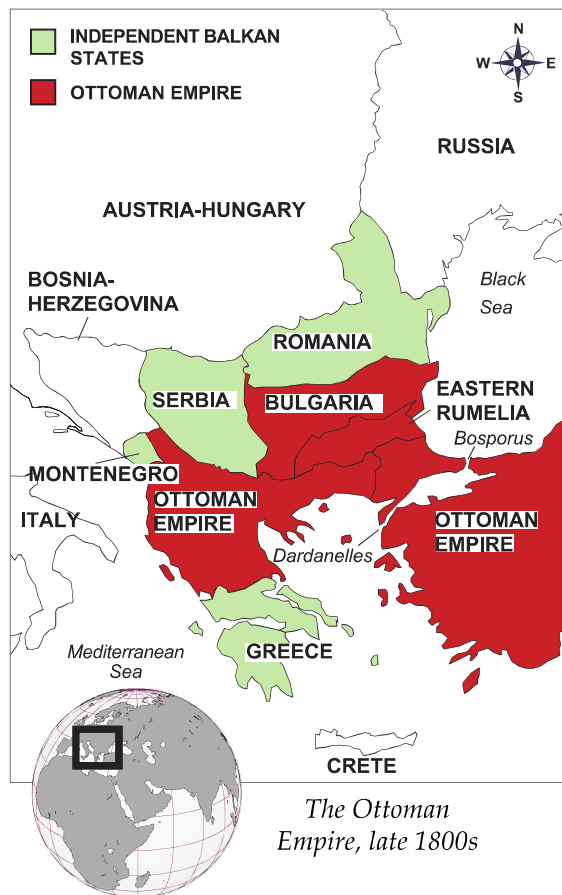 INDEPENDENT BALKAN
STATES
OTTOMAN EMPIRE
N
W E
S
RUSSIA
AUSTRIA-HUNGARY
BOSNIA-
HERZEGOVINA
Black
Sea
ROMANIA
SERBIA
BULGARIA
EASTERN
RUMELIA
Bosporus
MONTENEGRO
ITALY
OTTOMAN
EMPIRE
OTTOMAN
EMPIRE
Dardanelles
Mediterranean
Sea
GREECE
CRETE
The Ottoman
Empire, late 1800s